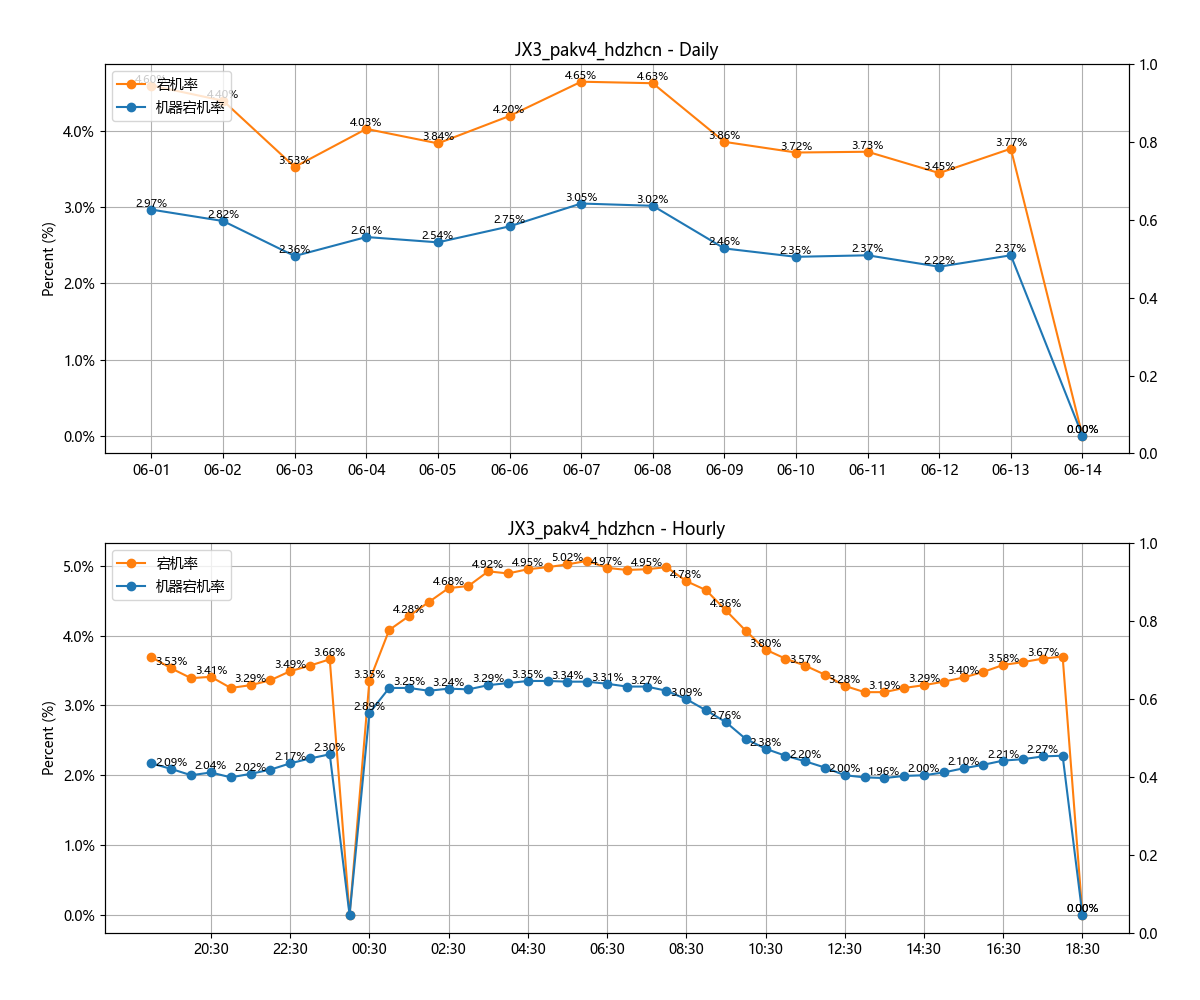 JX3_pakv4_hdzhcn - Daily
宕机率
机器宕机率
Percent (%)
4.0%
3.0%
2.0%
1.0%
0.0%
1.0
0.8
0.6
0.4
0.2
0.0
4.60% 4.40% 3.53% 4.03% 3.84% 4.20% 4.65% 4.63% 3.86% 3.72% 3.73% 3.45% 3.77% 0.00%
2.97% 2.82% 2.36% 2.61% 2.54% 2.75% 3.05% 3.02% 2.46% 2.35% 2.37% 2.22% 2.37% 0.00%
06-01 06-02 06-03 06-04 06-05 06-06 06-07 06-08 06-09 06-10 06-11 06-12 06-13 06-14
JX3_pakv4_hdzhcn - Hourly
宕机率
机器宕机率
Percent (%)
5.0%
4.0%
3.0%
2.0%
1.0%
0.0%
1.0
0.8
0.6
0.4
0.2
0.0
3.53% 3.41% 3.29% 3.49% 3.66% 3.35% 4.28% 4.68% 4.92% 4.95% 5.02% 4.97% 4.95% 4.78% 4.36% 3.80% 3.57% 3.28% 3.19% 3.29% 3.40% 3.58% 3.67% 0.00%
2.09% 2.04% 2.02% 2.17% 2.30% 2.89% 3.25% 3.24% 3.29% 3.35% 3.34% 3.31% 3.27% 3.09% 2.76% 2.38% 2.20% 2.00% 1.96% 2.00% 2.10% 2.21% 2.27% 0.00%
20:30 22:30 00:30 02:30 04:30 06:30 08:30 10:30 12:30 14:30 16:30 18:30